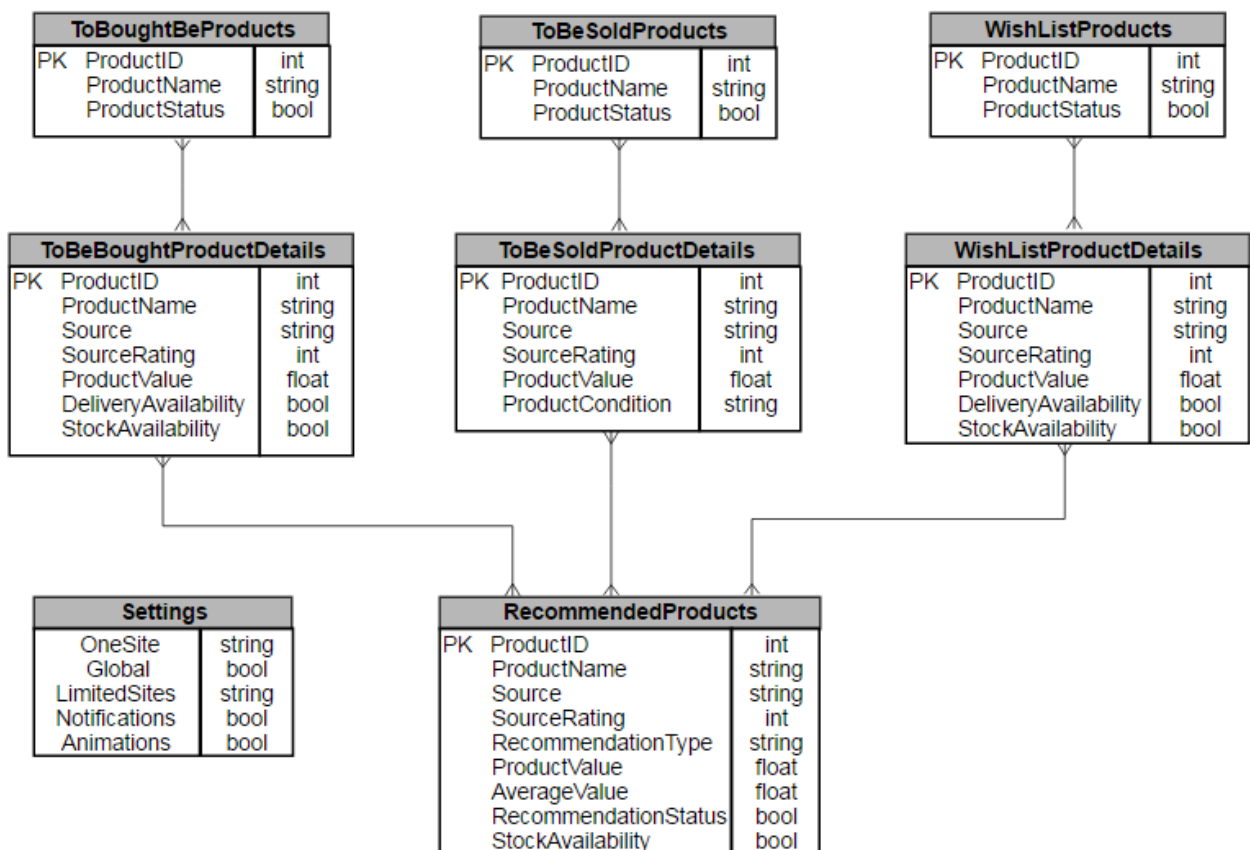 ToBoughtBeProducts
PK ProductID int
ProductName string
ProductStatus bool
ToBeSoldProducts
PK ProductID int
ProductName string
ProductStatus bool
WishListProducts
PK ProductID int
ProductName string
ProductStatus bool
ToBeBoughtProductDetails
PK ProductID int
ProductName string
Source string
SourceRating int
ProductValue float
DeliveryAvailability bool
StockAvailability bool
ToBeSoldProductDetails
PK ProductID int
ProductName string
Source string
SourceRating int
ProductValue float
ProductCondition string
WishListProductDetails
PK ProductID int
ProductName string
Source string
SourceRating int
ProductValue float
DeliveryAvailability bool
StockAvailability bool
Settings
OneSite string
Global bool
LimitedSites string
Notifications bool
Animations bool
RecommendedProducts
PK ProductID int
ProductName string
Source string
SourceRating int
RecommendationType string
ProductValue float
AverageValue float
RecommendationStatus bool
StockAvailability bool